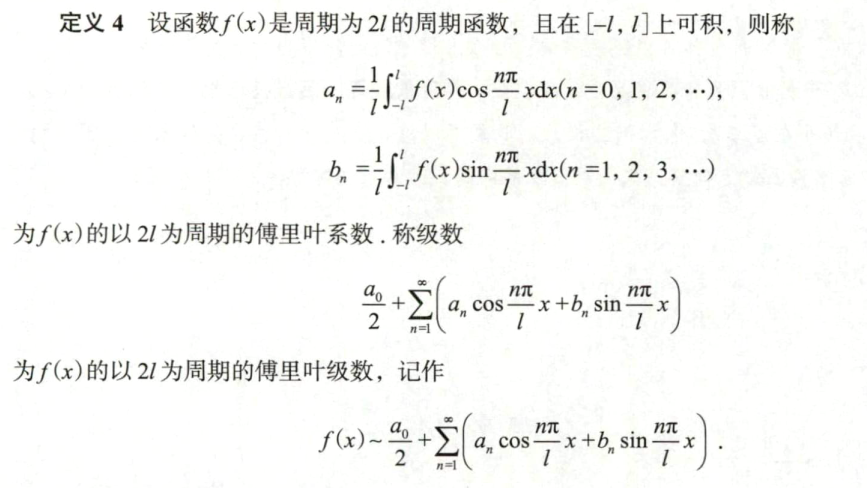 定义 4 设函数 f(x)是周期为 2l 的周期函数，且在[-l, l]上可积，则称
a_n = \frac{1}{l}\int_{-l}^{l} f(x)\cos\frac{n\pi}{l}xdx(n=0, 1, 2, ⋯),
b_n = \frac{1}{l}\int_{-l}^{l} f(x)\sin\frac{n\pi}{l}xdx(n=1, 2, 3, ⋯)
为 f(x)的以 2l 为周期的傅里叶系数．称级数
\frac{a_0}{2}+\sum_{n=1}^{\infty}\left(a_n\cos\frac{n\pi}{l}x+b_n\sin\frac{n\pi}{l}x\right)
为 f(x)的以 2l 为周期的傅里叶级数，记作
f(x)\sim\frac{a_0}{2}+\sum_{n=1}^{\infty}\left(a_n\cos\frac{n\pi}{l}x+b_n\sin\frac{n\pi}{l}x\right).